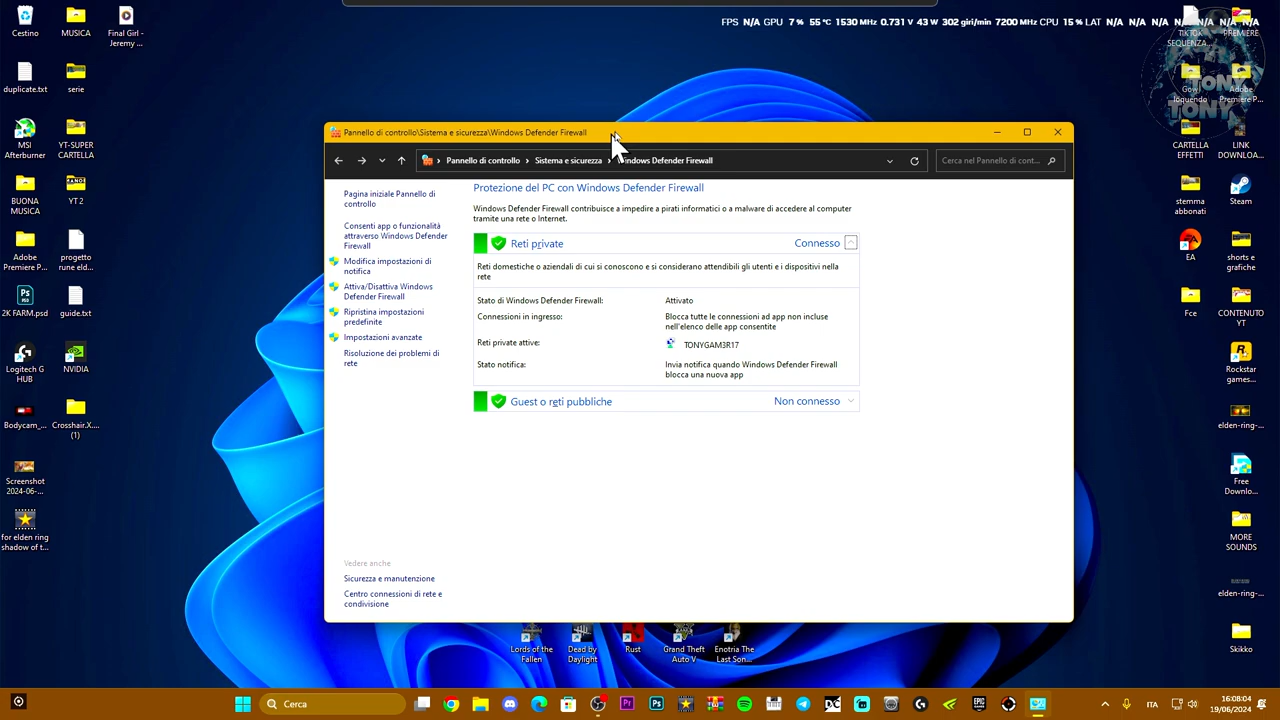 FPS N/A GPU 7 % 55 °C 1530 MHz 0.731 V 43 W 302 giri/min 7200 MHz CPU 15 % LAT N/A N/A N/A N/A N/A N/A N/A
Cestino
MUSICA
Final Girl -
Jeremy ...
duplicate.txt
serie
MSI
Afterburner
YT-SUPER
CARTELLA
BUONA
MUSICA
YT 2
Adobe
Premiere P...
progetto
rune eld...
2K FARM.psd
guide.txt
Logitech G
HUB
NVIDIA
Bodycam_...
Crosshair.X....
(1)
Screenshot
2024-06-...
for elden ring
shadow of t...
Pannello di controllo\Sistema e sicurezza\Windows Defender Firewall
Pannello di controllo
Sistema e sicurezza
Windows Defender Firewall
Cerca nel Pannello di cont...
Pagina iniziale Pannello di
controllo
Consenti app o funzionalità
attraverso Windows Defender
Firewall
Modifica impostazioni di
notifica
Attiva/Disattiva Windows
Defender Firewall
Ripristina impostazioni
predefinite
Impostazioni avanzate
Risoluzione dei problemi di
rete
Vedere anche
Sicurezza e manutenzione
Centro connessioni di rete e
condivisione
Protezione del PC con Windows Defender Firewall
Windows Defender Firewall contribuisce a impedire a pirati informatici o a malware di accedere al computer
tramite una rete o Internet.
Reti private
Connesso
Reti domestiche o aziendali di cui si conoscono e si considerano attendibili gli utenti e i dispositivi nella
rete
Stato di Windows Defender Firewall:
Attivato
Connessioni in ingresso:
Blocca tutte le connessioni ad app non incluse
nell'elenco delle app consentite
Reti private attive:
TONYGAM3R17
Stato notifica:
Invia notifica quando Windows Defender Firewall
blocca una nuova app
Guest o reti pubbliche
Non connesso
TIKTOK
SEQUENZA...
PREMIERE
Gow
loquendo
Adobe
Premiere P...
TONY
TONY
CARTELLA
EFFETTI
LINK
DOWNLOA...
stemma
abbonati
Steam
EA
shorts e
grafiche
Fce
CONTENUTO
YT
Rockstar
games...
elden-ring-...
Free
Downlo...
MORE
SOUNDS
elden-ring-...
Skikko
Lords of the
Fallen
Dead by
Daylight
Rust
Grand Theft
Auto V
Enotria The
Last Son...
Cerca
ITA
16:08:04
19/06/2024